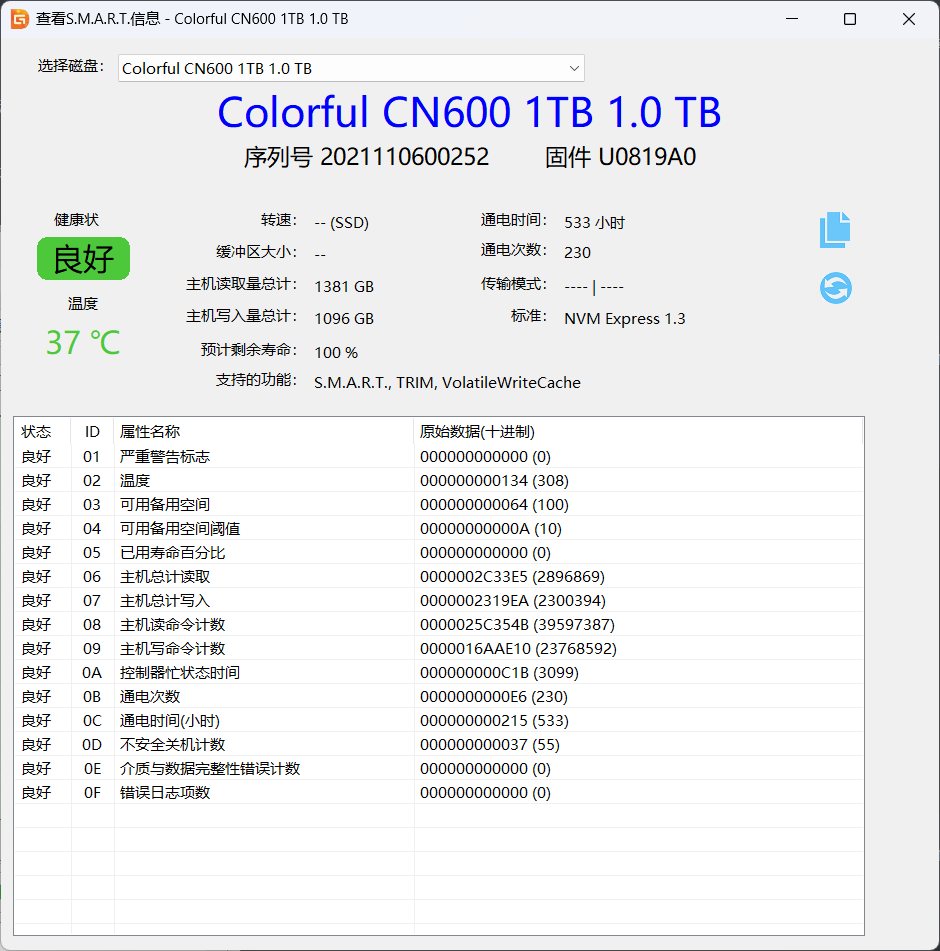 查看S.M.A.R.T.信息 - Colorful CN600 1TB 1.0 TB
选择磁盘： Colorful CN600 1TB 1.0 TB
Colorful CN600 1TB 1.0 TB
序列号 2021110600252 固件 U0819A0
健康状 转速： -- (SSD) 通电时间： 533 小时
良好 缓冲区大小： -- 通电次数： 230
温度 主机读取量总计： 1381 GB 传输模式： ---- | ----
37 ℃ 主机写入量总计： 1096 GB 标准： NVM Express 1.3
预计剩余寿命： 100 %
支持的功能： S.M.A.R.T., TRIM, VolatileWriteCache
状态 ID 属性名称 原始数据(十进制)
良好 01 严重警告标志 000000000000 (0)
良好 02 温度 000000000134 (308)
良好 03 可用备用空间 000000000064 (100)
良好 04 可用备用空间阈值 00000000000A (10)
良好 05 已用寿命百分比 000000000000 (0)
良好 06 主机总计读取 0000002C33E5 (2896869)
良好 07 主机总计写入 0000002319EA (2300394)
良好 08 主机读命令计数 0000025C354B (39597387)
良好 09 主机写命令计数 0000016AAE10 (23768592)
良好 0A 控制器忙状态时间 000000000C1B (3099)
良好 0B 通电次数 0000000000E6 (230)
良好 0C 通电时间(小时) 000000000215 (533)
良好 0D 不安全关机计数 000000000037 (55)
良好 0E 介质与数据完整性错误计数 000000000000 (0)
良好 0F 错误日志项数 000000000000 (0)